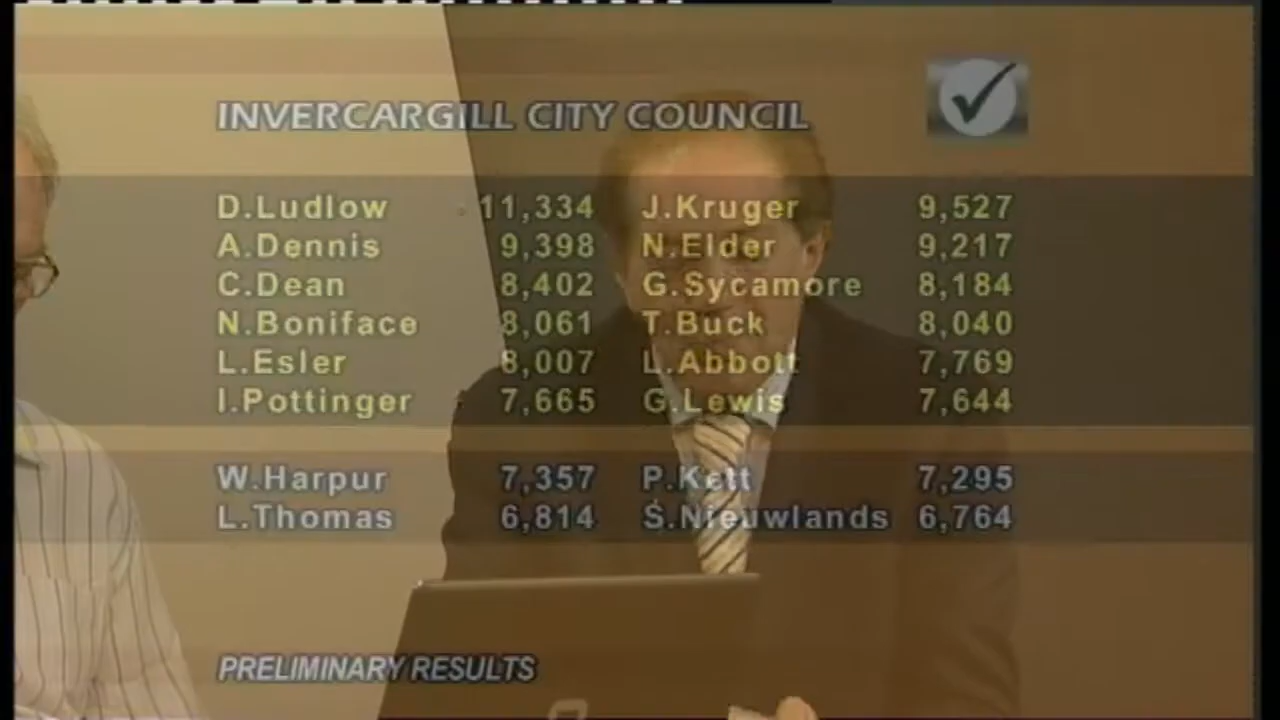 INVERCARGILL CITY COUNCIL
D.Ludlow 11,334 J.Kruger 9,527
A.Dennis 9,398 N.Elder 9,217
C.Dean 8,402 G.Sycamore 8,184
N.Boniface 8,061 T.Buck 8,040
L.Esler 8,007 L.Abbott 7,769
I.Pottinger 7,665 G.Lewis 7,644
W.Harpur 7,357 P.Kett 7,295
L.Thomas 6,814 S.Nieuwlands 6,764
PRELIMINARY RESULTS